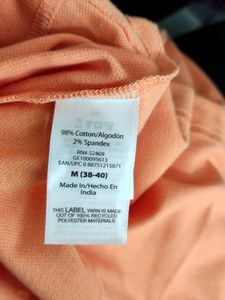 98% Cotton/Algodón
2% Spandex
RN# 52469
GE100095613
EAN/UPC 0 88751215871
M (38-40)
Made In/Hecho En
India
This LABEL YARN IS MADE
OUT OF 100% RECYCLED
POLYESTER MATERIALS